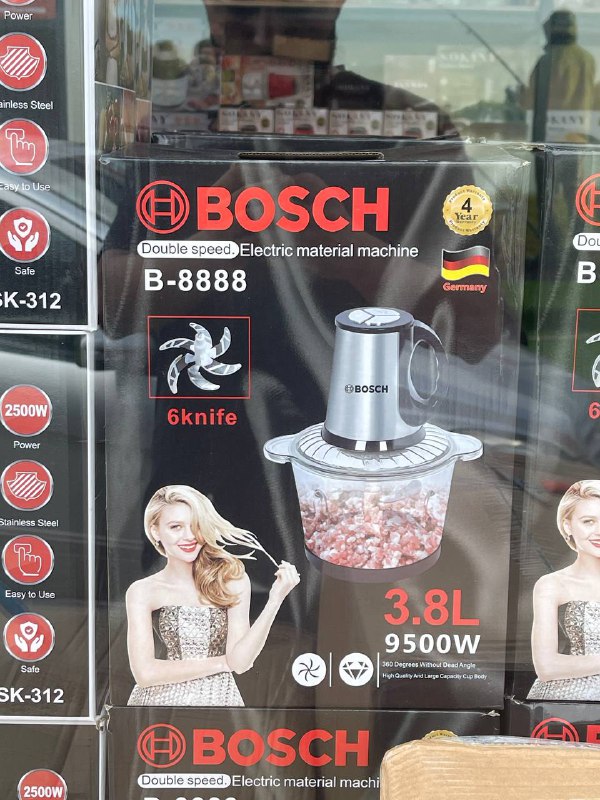 Power
Stainless Steel
Easy to Use
Safe
SK-312
2500W
Power
Stainless Steel
Easy to Use
Safe
SK-312
2500W
BOSCH
Double speed. Electric material machine
B-8888
4
Year
Germany
6knife
BOSCH
3.8L
9500W
360 Degrees Without Dead Angle
High Quality And Large Capacity Cup Body
BOSCH
Double speed. Electric material machi
Dou
B
6